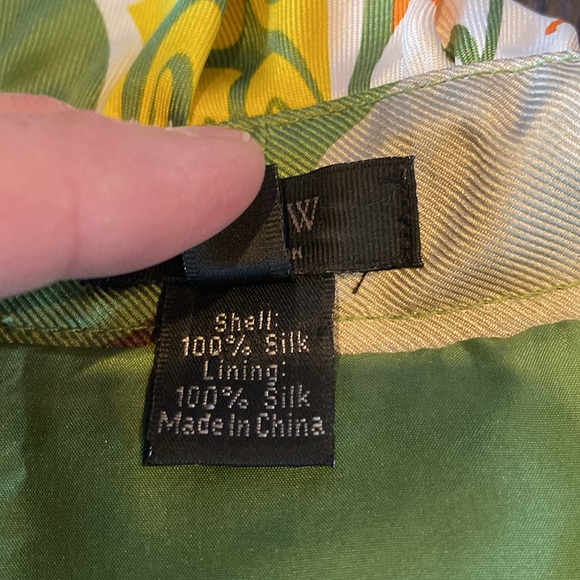 W
K
Shell:
100% Silk
Lining:
100% Silk
Made In China